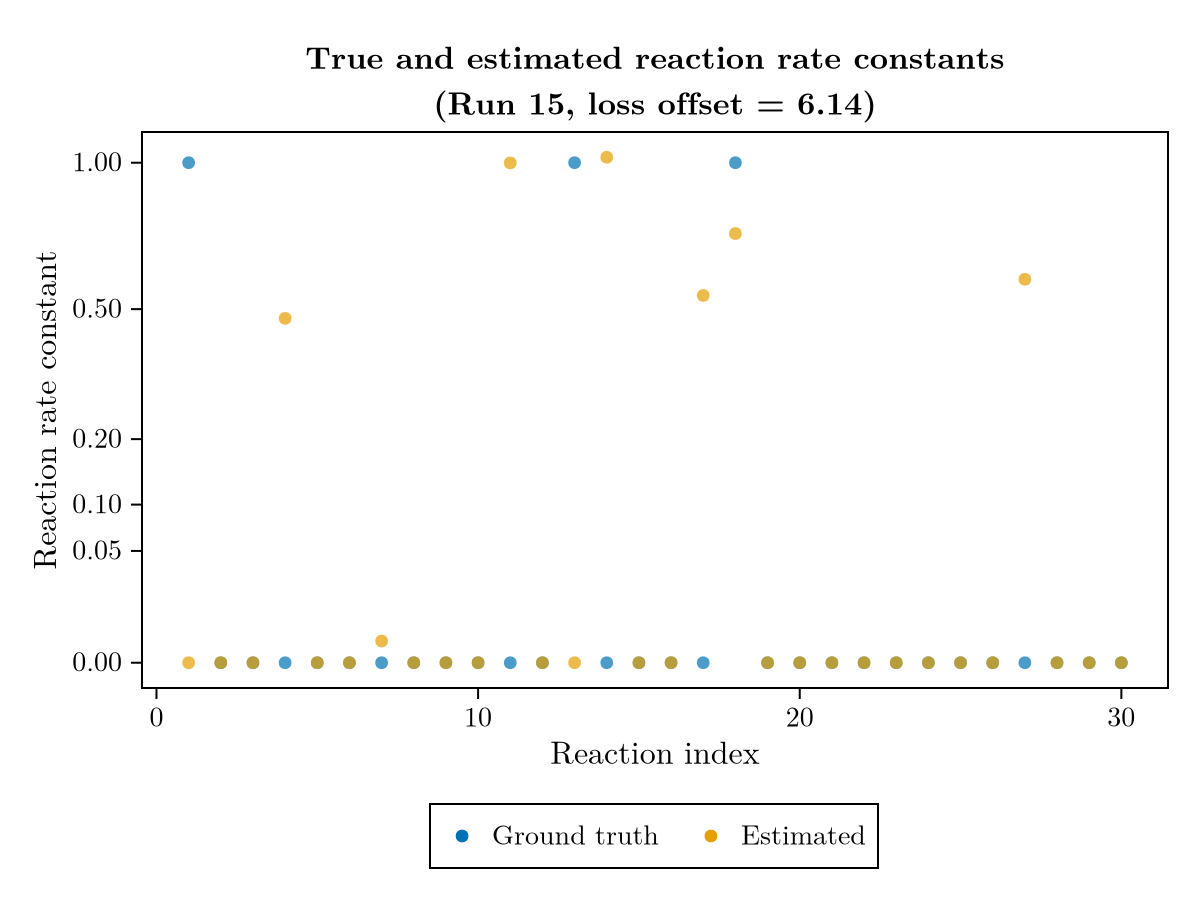 True and estimated reaction rate constants
(Run 15, loss offset = 6.14)
Reaction rate constant
1.00
0.50
0.20
0.10
0.05
0.00
0 10 20 30
Reaction index
Ground truth Estimated